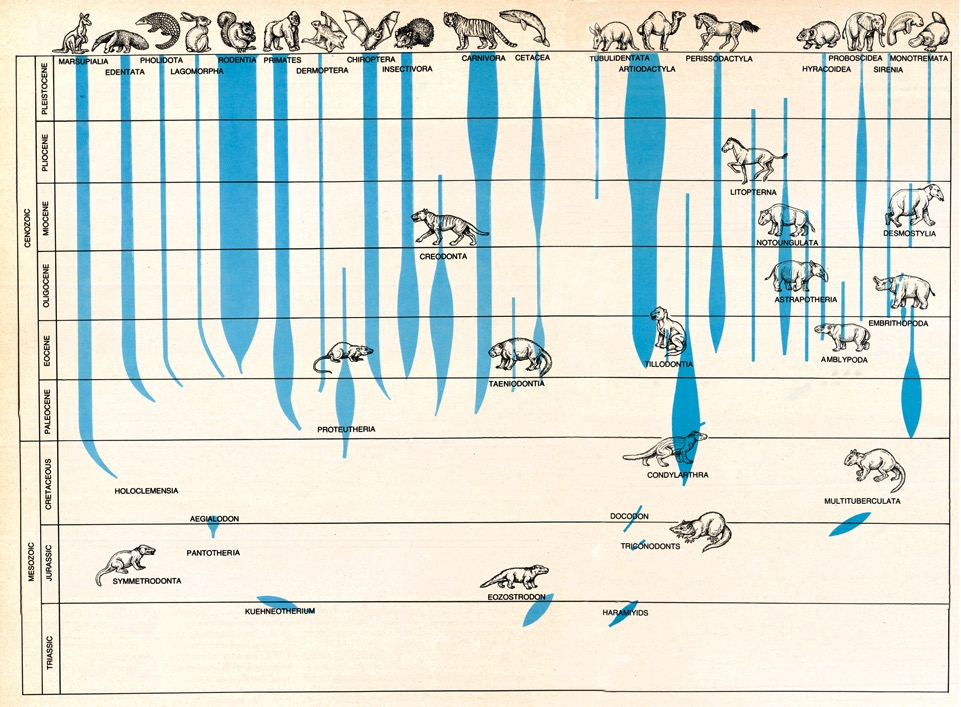 MARSUPIALIA
EDENTATA
PHOLIDOTA
LAGOMORPHA
RODENTIA
PRIMATES
DERMOPTERA
CHIROPTERA
INSECTIVORA
CARNIVORA
CETACEA
TUBULIDENTATA
ARTIODACTYLA
PERISSODACTYLA
HYRACOIDEA
PROBOSCIDEA
SIRENIA
MONOTREMATA
CENOZOIC
PLEISTOCENE
PLIOCENE
LITOPTERNA
MIOCENE
DESMOSTYLIA
NOTOUNGULATA
CREODONTA
OLIGOCENE
ASTRAPOTHERIA
EMBRITHOPODA
EOCENE
AMBLYPODA
TILLODONTIA
TAENIODONTIA
PALEOCENE
PROTEUTHERIA
MESOZOIC
CRETACEOUS
CONDYLARTHRA
HOLOCLEMENSIA
MULTITUBERCULATA
AEGIALODON
DOCODON
JURASSIC
TRICONODONTS
PANTOTHERIA
SYMMETRODONTA
EOZOSTRODON
TRIASSIC
KUEHNEOTHERIUM
HARAMIYIDS